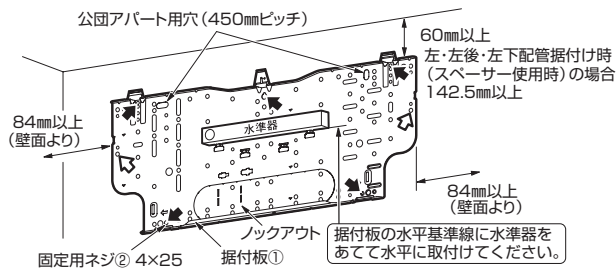 公団アパート用穴（450㎜ピッチ）
60㎜以上
左・左後・左下配管据付け時
（スペーサー使用時）の場合
142.5㎜以上
84㎜以上
（壁面より）
水準器
84㎜以上
（壁面より）
ノックアウト
据付板の水平基準線に水準器を
あてて水平に取付けてください。
固定用ネジ② 4×25
据付板①